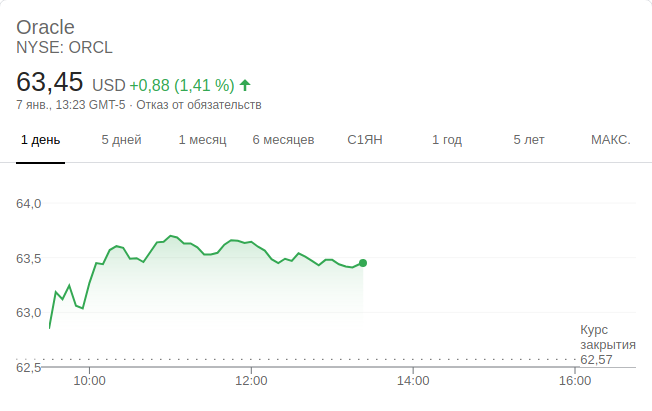 Oracle
NYSE: ORCL
63,45 USD +0,88 (1,41 %)
7 янв., 13:23 GMT-5 · Отказ от обязательств
1 день 5 дней 1 месяц 6 месяцев С1ЯН 1 год 5 лет МАКС.
64,0
63,5
63,0
Курс
закрытия
62,57
62,5
10:00 12:00 14:00 16:00